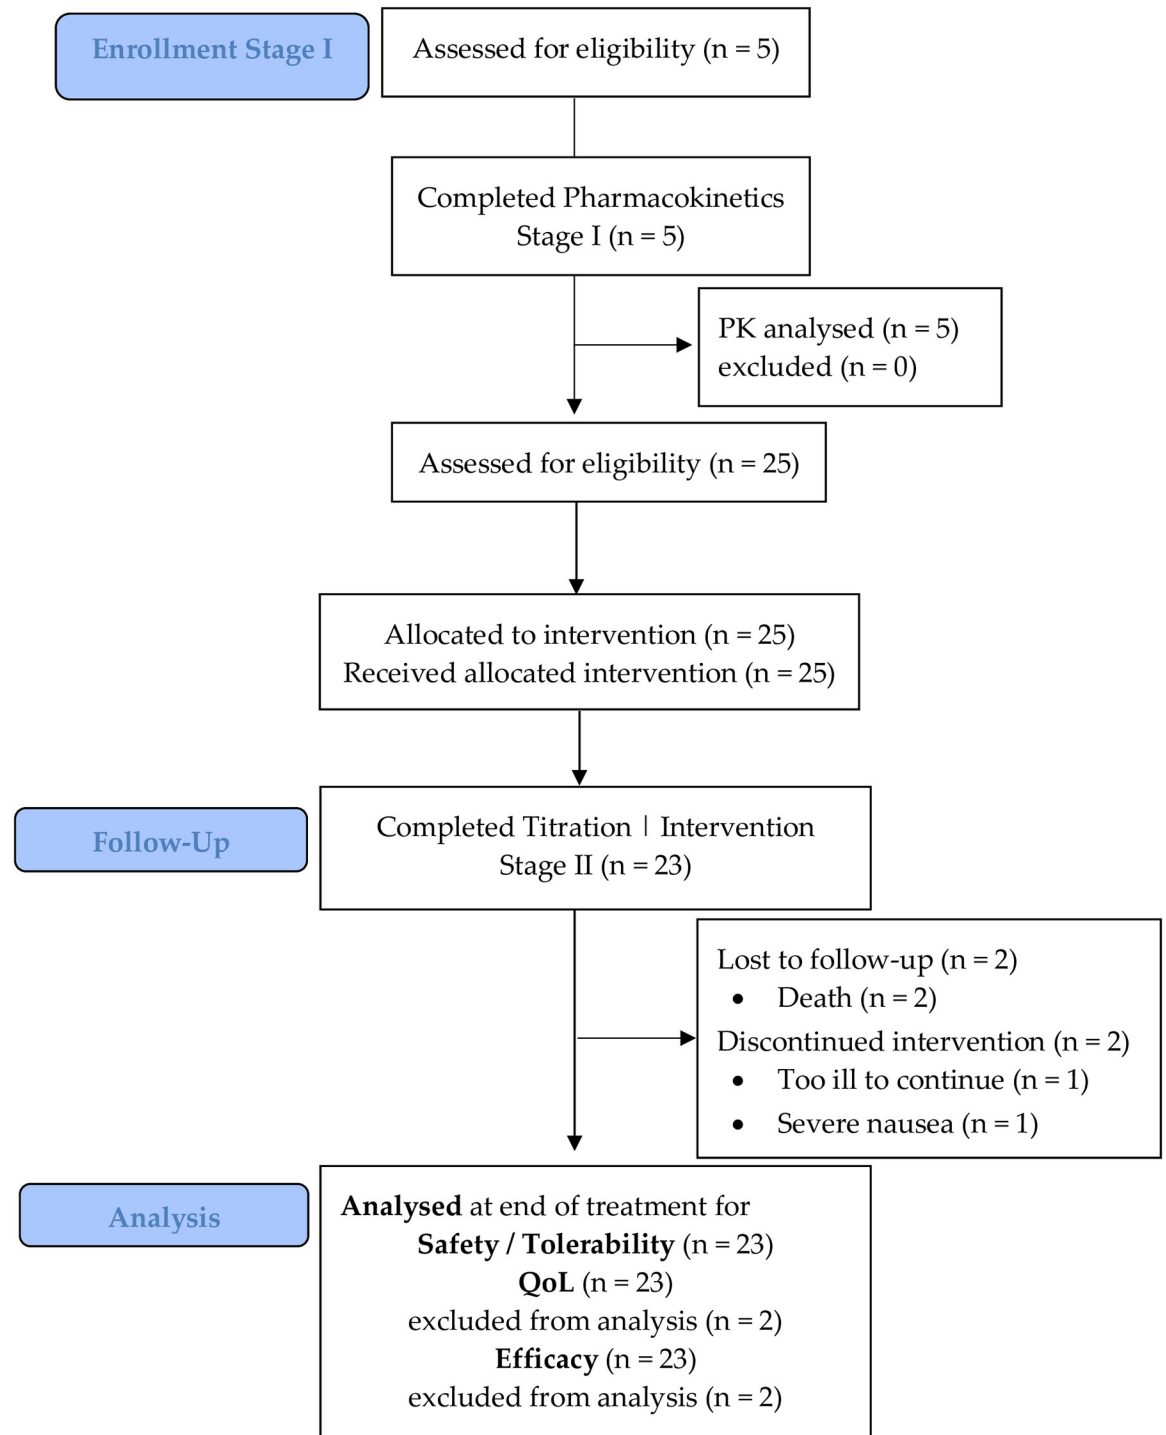 Enrollment Stage I
Assessed for eligibility (n = 5)
Completed Pharmacokinetics
Stage I (n = 5)
PK analysed (n = 5)
excluded (n = 0)
Assessed for eligibility (n = 25)
Allocated to intervention (n = 25)
Received allocated intervention (n = 25)
Follow-Up
Completed Titration | Intervention
Stage II (n = 23)
Lost to follow-up (n = 2)
• Death (n = 2)
Discontinued intervention (n = 2)
• Too ill to continue (n = 1)
• Severe nausea (n = 1)
Analysis
Analysed at end of treatment for
Safety / Tolerability (n = 23)
QoL (n = 23)
excluded from analysis (n = 2)
Efficacy (n = 23)
excluded from analysis (n = 2)